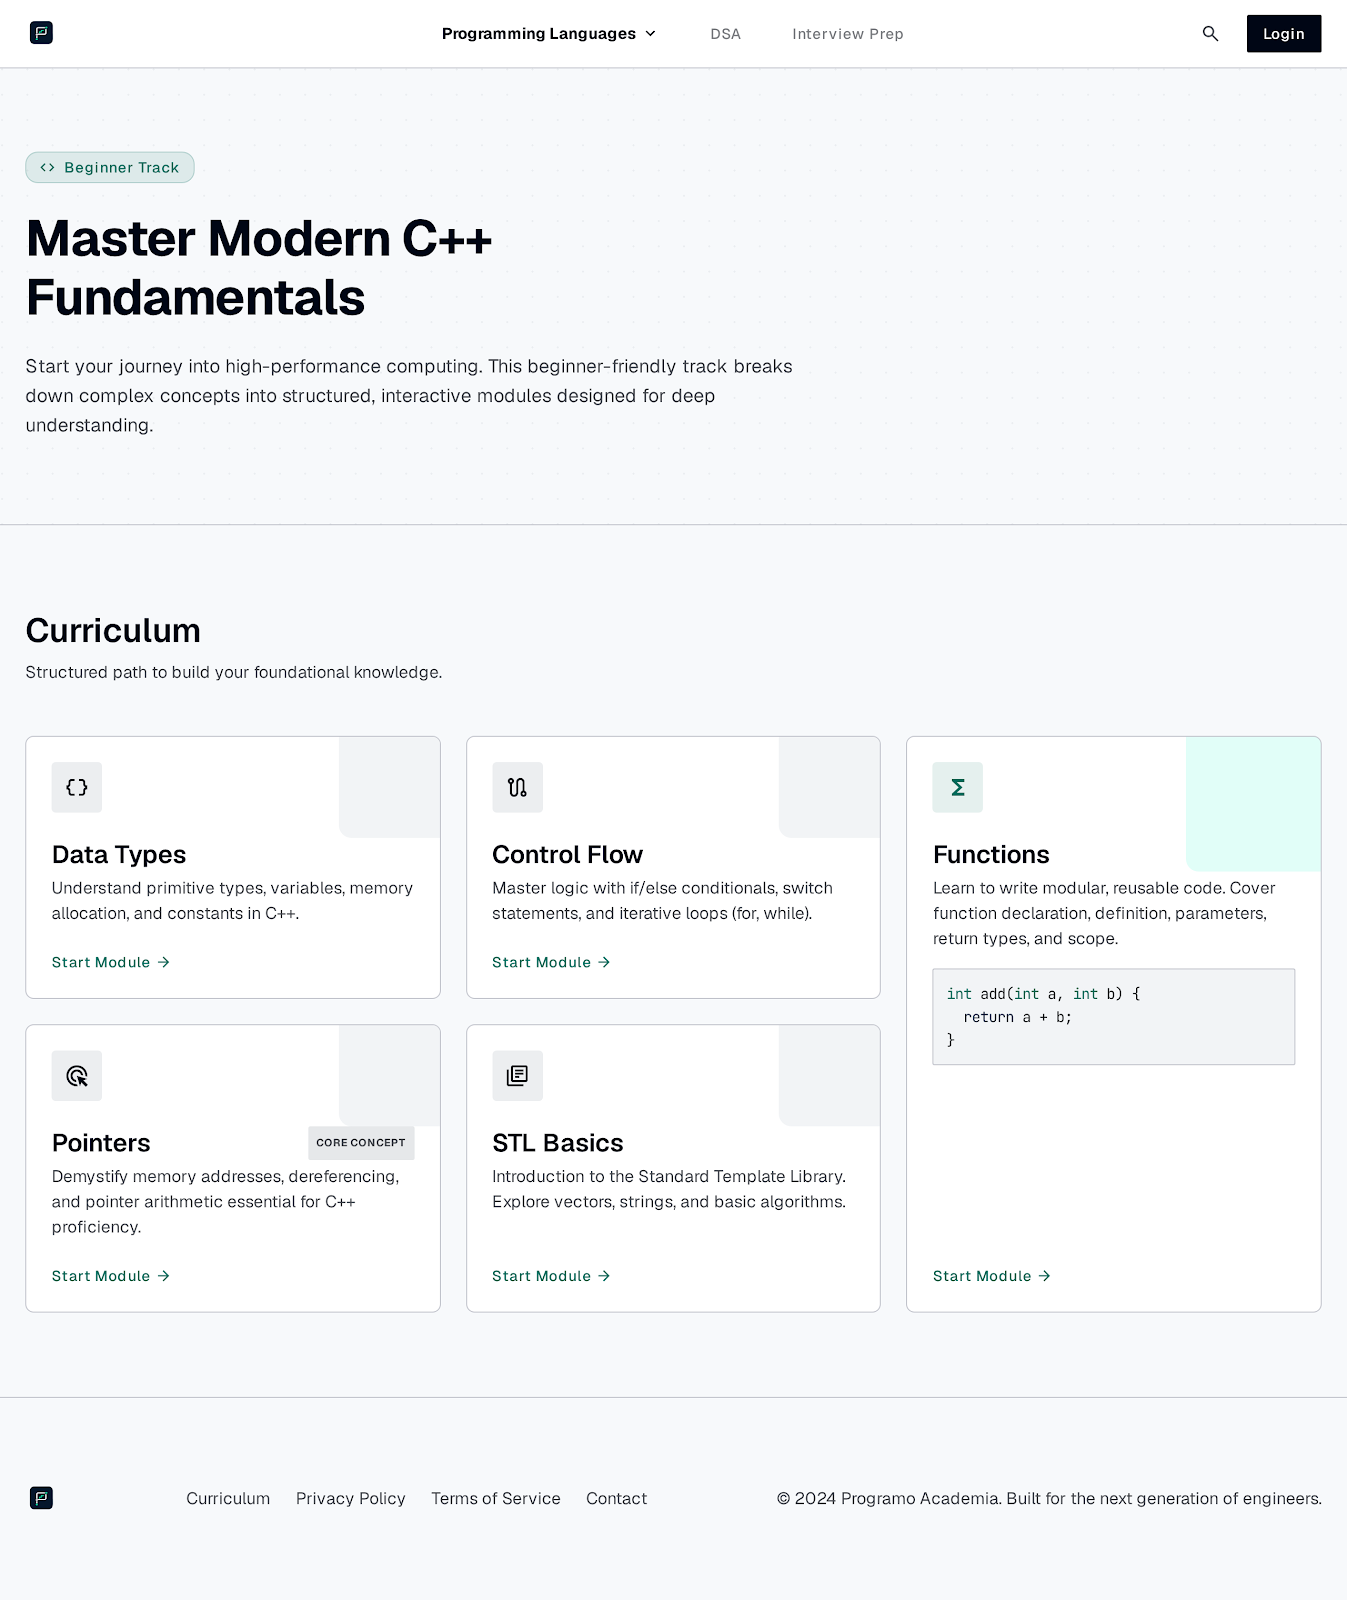 Programming Languages
DSA
Interview Prep
Login
Beginner Track
Master Modern C++
Fundamentals
Start your journey into high-performance computing. This beginner-friendly track breaks
down complex concepts into structured, interactive modules designed for deep
understanding.
Curriculum
Structured path to build your foundational knowledge.
Data Types
Understand primitive types, variables, memory
allocation, and constants in C++.
Start Module →
Control Flow
Master logic with if/else conditionals, switch
statements, and iterative loops (for, while).
Start Module →
Functions
Learn to write modular, reusable code. Cover
function declaration, definition, parameters,
return types, and scope.
int add(int a, int b) {
  return a + b;
}
Start Module →
Pointers
CORE CONCEPT
Demystify memory addresses, dereferencing,
and pointer arithmetic essential for C++
proficiency.
Start Module →
STL Basics
Introduction to the Standard Template Library.
Explore vectors, strings, and basic algorithms.
Start Module →
Curriculum
Privacy Policy
Terms of Service
Contact
© 2024 Programo Academia. Built for the next generation of engineers.